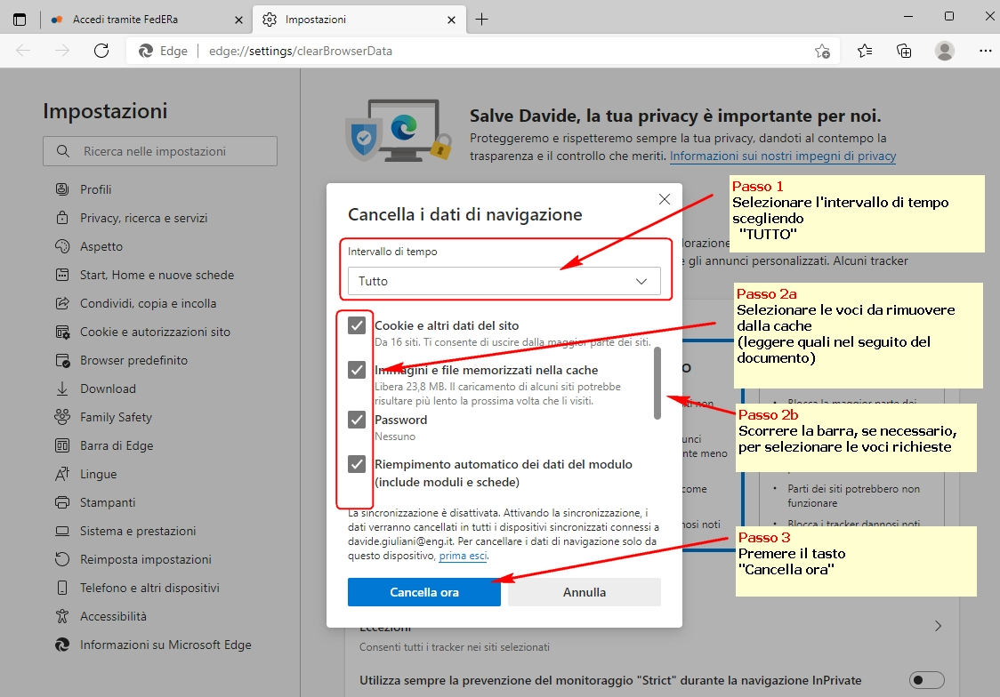 Accedi tramite FedERa
Impostazioni
Edge
edge://settings/clearBrowserData
Impostazioni
Ricerca nelle impostazioni
Profili
Privacy, ricerca e servizi
Aspetto
Start, Home e nuove schede
Condividi, copia e incolla
Cookie e autorizzazioni sito
Browser predefinito
Download
Family Safety
Barra di Edge
Lingue
Stampanti
Sistema e prestazioni
Reimposta impostazioni
Telefono e altri dispositivi
Accessibilità
Informazioni su Microsoft Edge
Salve Davide, la tua privacy è importante per noi.
Proteggeremo e rispetteremo sempre la tua privacy, dandoti al contempo la
trasparenza e il controllo che meriti. Informazioni sui nostri impegni di privacy
e gli annunci personalizzati. Alcuni tracker
Cancella i dati di navigazione
Intervallo di tempo
Tutto
Cookie e altri dati del sito
Da 16 siti. Ti consente di uscire dalla maggior parte dei siti.
Immagini e file memorizzati nella cache
Libera 23,8 MB. Il caricamento di alcuni siti potrebbe
risultare più lento la prossima volta che li visiti.
Password
Nessuno
Riempimento automatico dei dati del modulo
(include moduli e schede)
La sincronizzazione è disattivata. Attivando la sincronizzazione, i
dati verranno cancellati in tutti i dispositivi sincronizzati connessi a
davide.giuliani@eng.it. Per cancellare i dati di navigazione solo da
questo dispositivo, prima esci.
Cancella ora
Annulla
Passo 1
Selezionare l'intervallo di tempo
scegliendo
"TUTTO"
Passo 2a
Selezionare le voci da rimuovere
dalla cache
(leggere quali nel seguito del
documento)
Blocca la maggior parte dei
non
Passo 2b
Scorrere la barra, se necessario,
per selezionare le voci richieste
meno
come
• Parti dei siti potrebbero non
funzionare
noti
• Blocca i tracker dannosi noti
Passo 3
Premere il tasto
"Cancella ora"
Eccezioni
Consenti tutti i tracker nei siti selezionati
Utilizza sempre la prevenzione del monitoraggio "Strict" durante la navigazione InPrivate